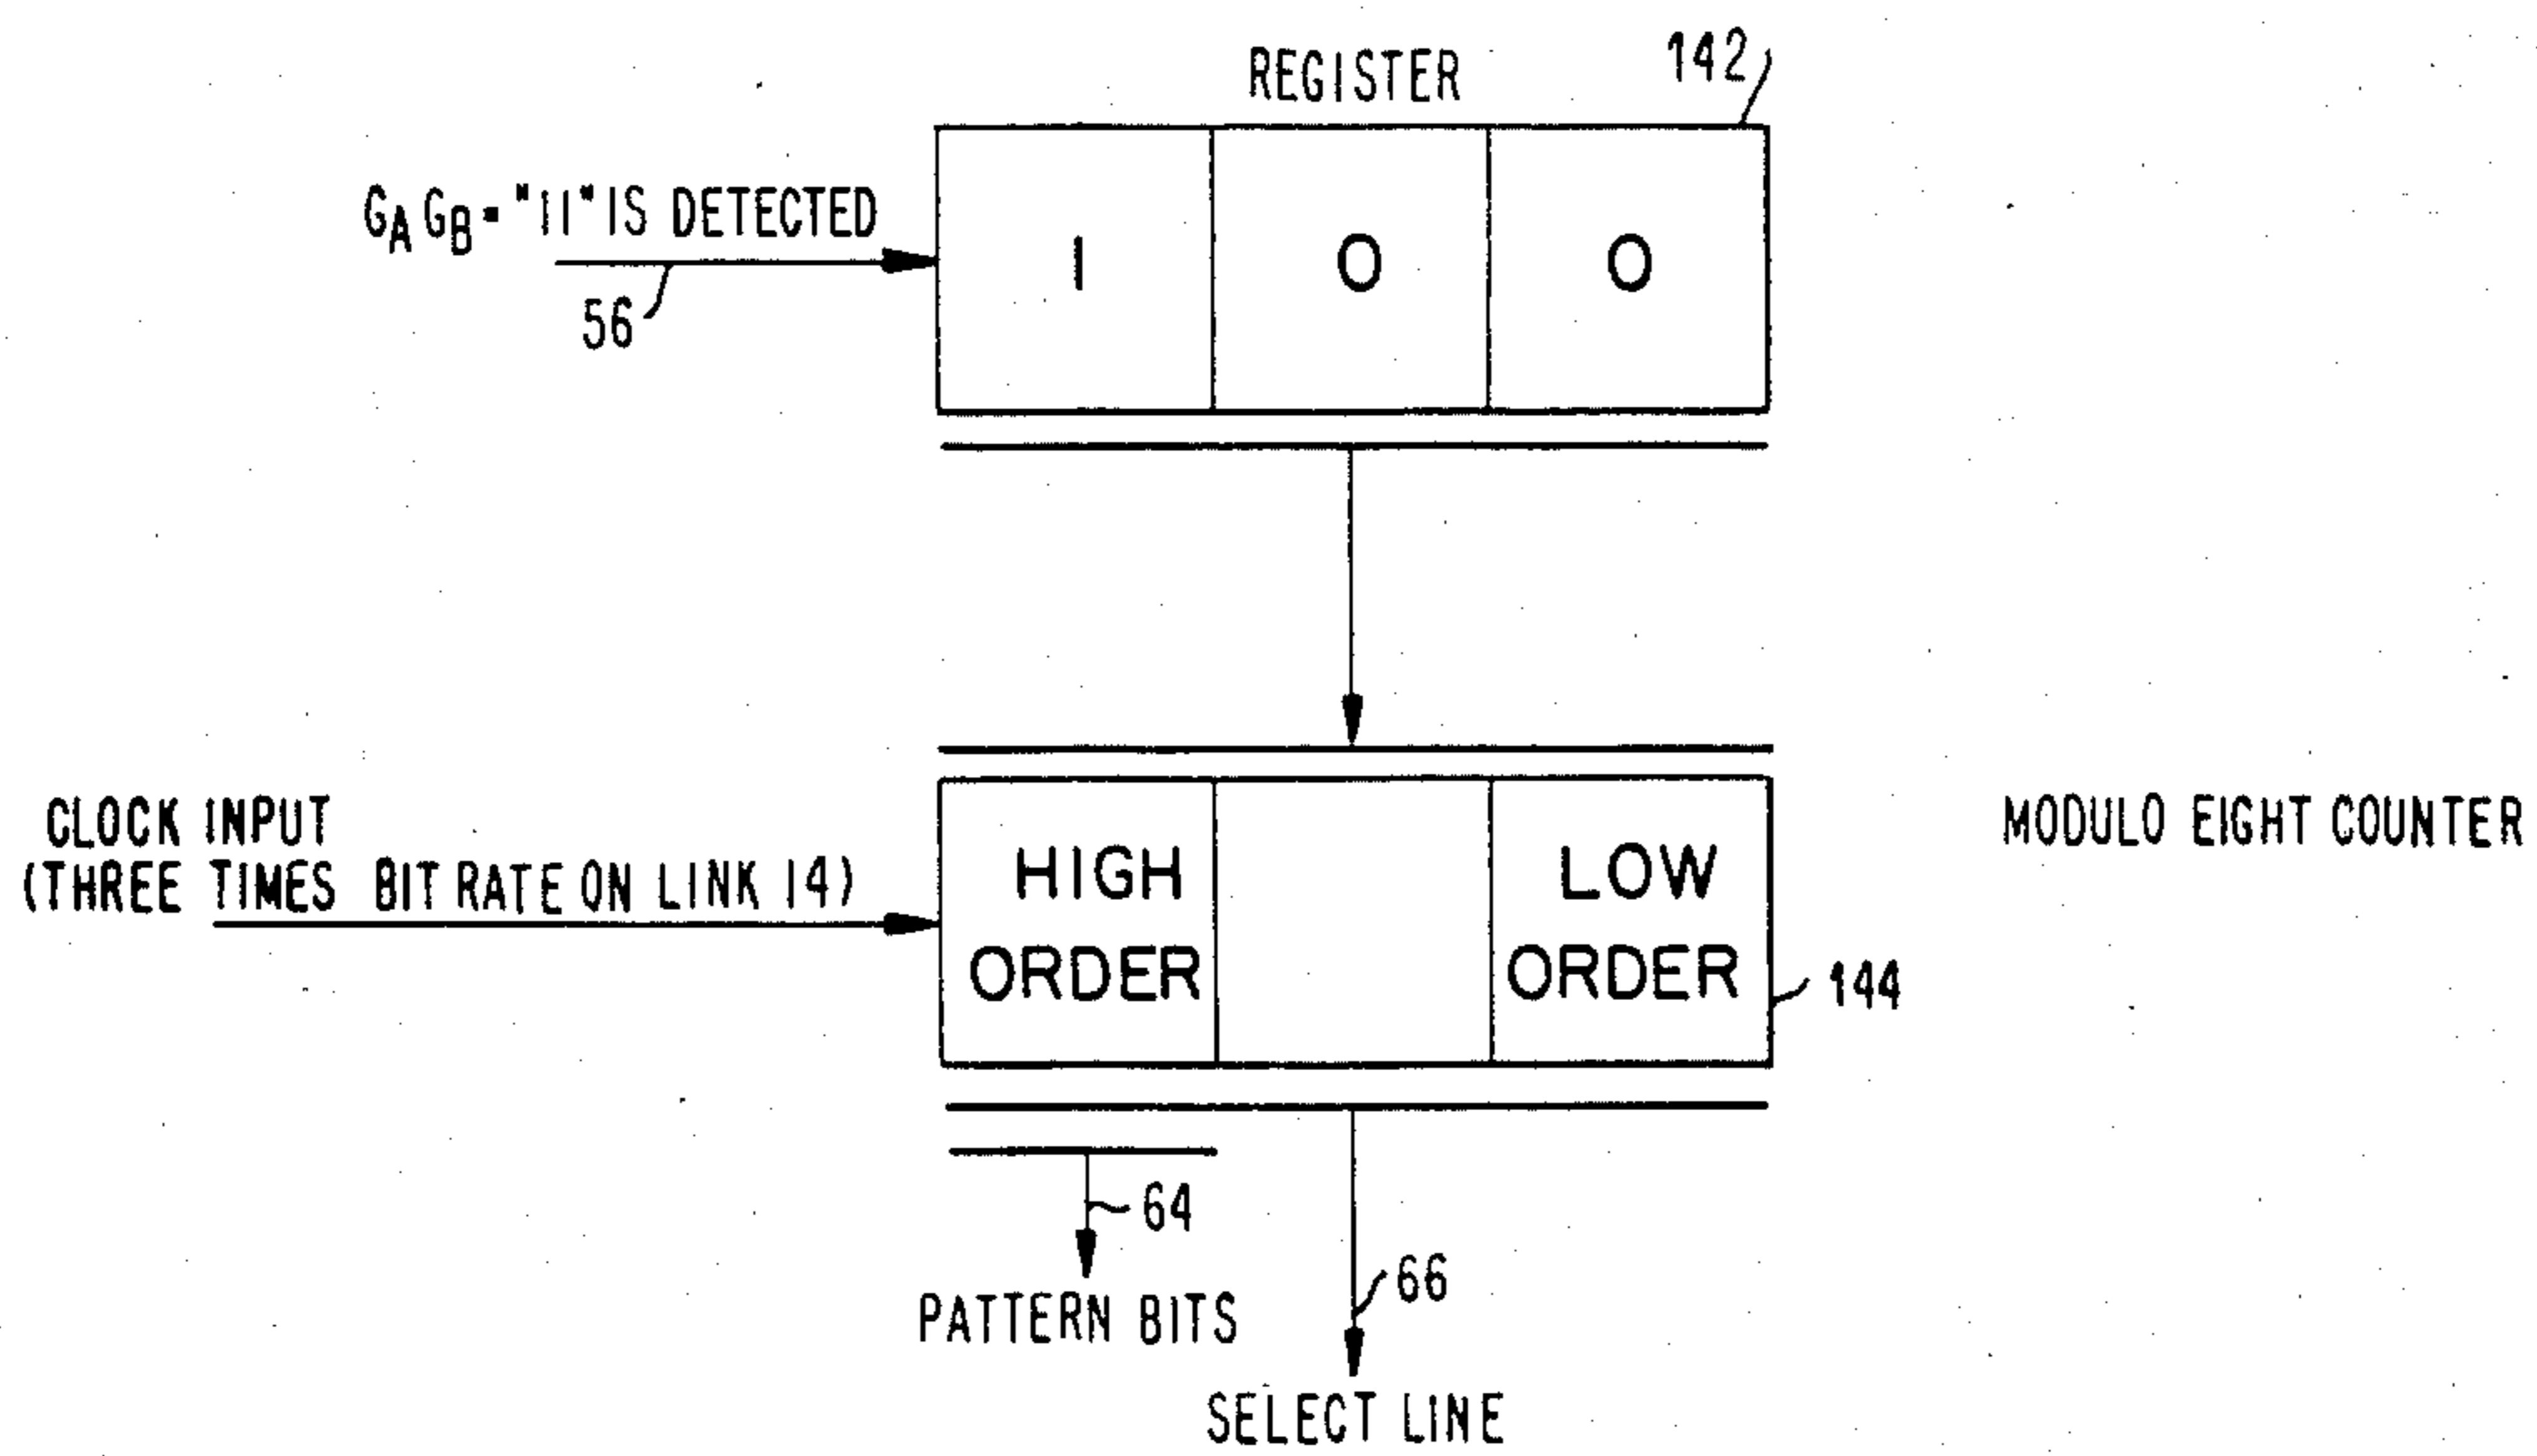 REGISTER
142
GA GB = "11" IS DETECTED
56
1 0 0
CLOCK INPUT
(THREE TIMES BIT RATE ON LINK 14)
HIGH
ORDER
LOW
ORDER
MODULO EIGHT COUNTER
144
64
PATTERN BITS
66
SELECT LINE